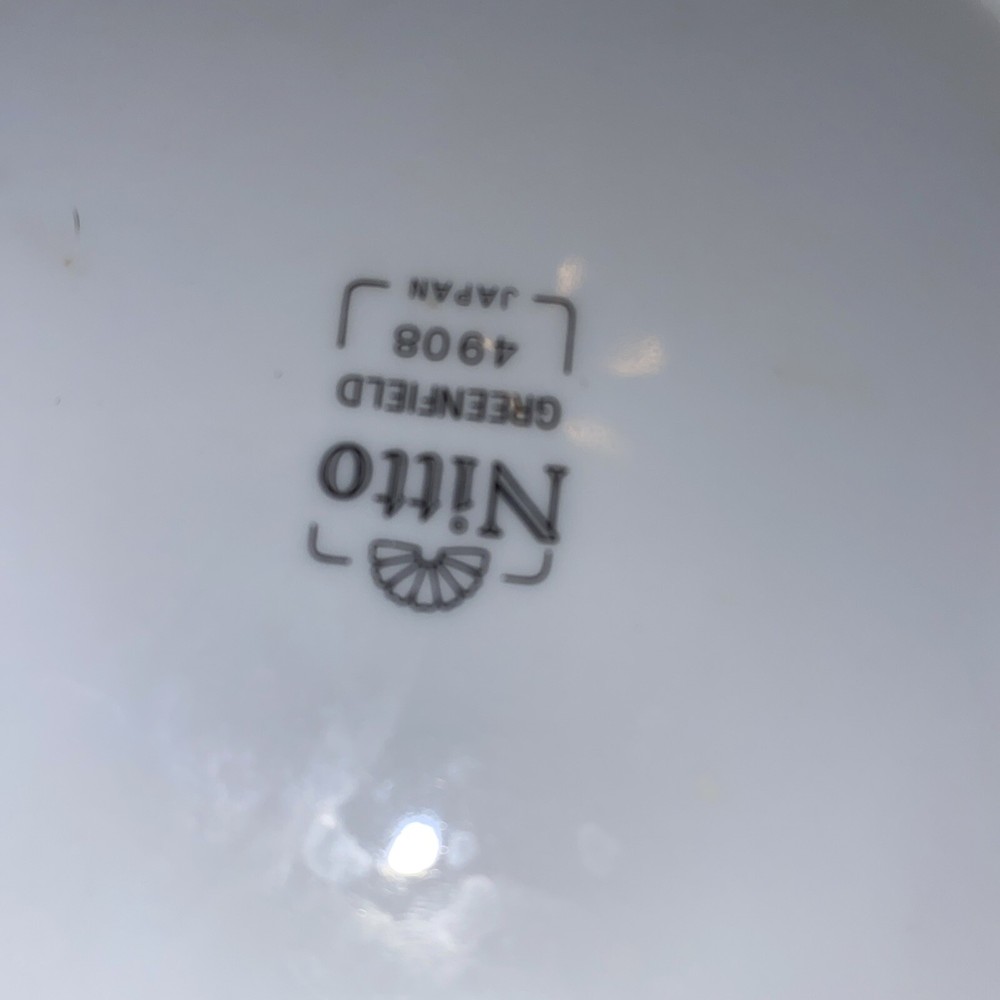 Nitto
GREENFIELD
4908
JAPAN